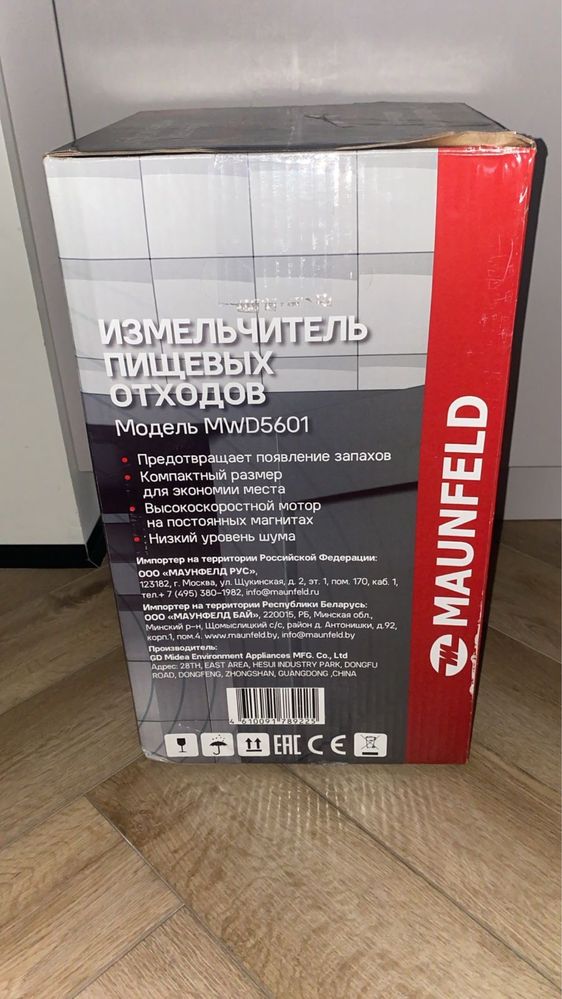 ИЗМЕЛЬЧИТЕЛЬ
ПИЩЕВЫХ
ОТХОДОВ
Модель MWD5601
• Предотвращает появление запахов
• Компактный размер
для экономии места
• Высокоскоростной мотор
на постоянных магнитах
• Низкий уровень шума
Импортер на территории Российской Федерации:
ООО «МАУНФЕЛД РУС»,
123182, г. Москва, ул. Щукинская, д. 2, эт. 1, пом. 170, каб. 1,
тел.+ 7 (495) 380-1982, info@maunfeld.ru
Импортер на территории Республики Беларусь:
ООО «МАУНФЕЛД БАЙ», 220015, РБ, Минская обл.,
Минский р-н, Щомыслицкий с/с, район д. Антонишки, д.92,
корп.1, пом.4. www.maunfeld.by, info@maunfeld.by
Производитель:
GD Midea Environment Appliances MFG. Co., Ltd
Адрес: 28TH, EAST AREA, HESUI INDUSTRY PARK, DONGFU
ROAD, DONGFENG, ZHONGSHAN, GUANGDONG ,CHINA
4 610091 789225
EAC CE
MAUNFELD